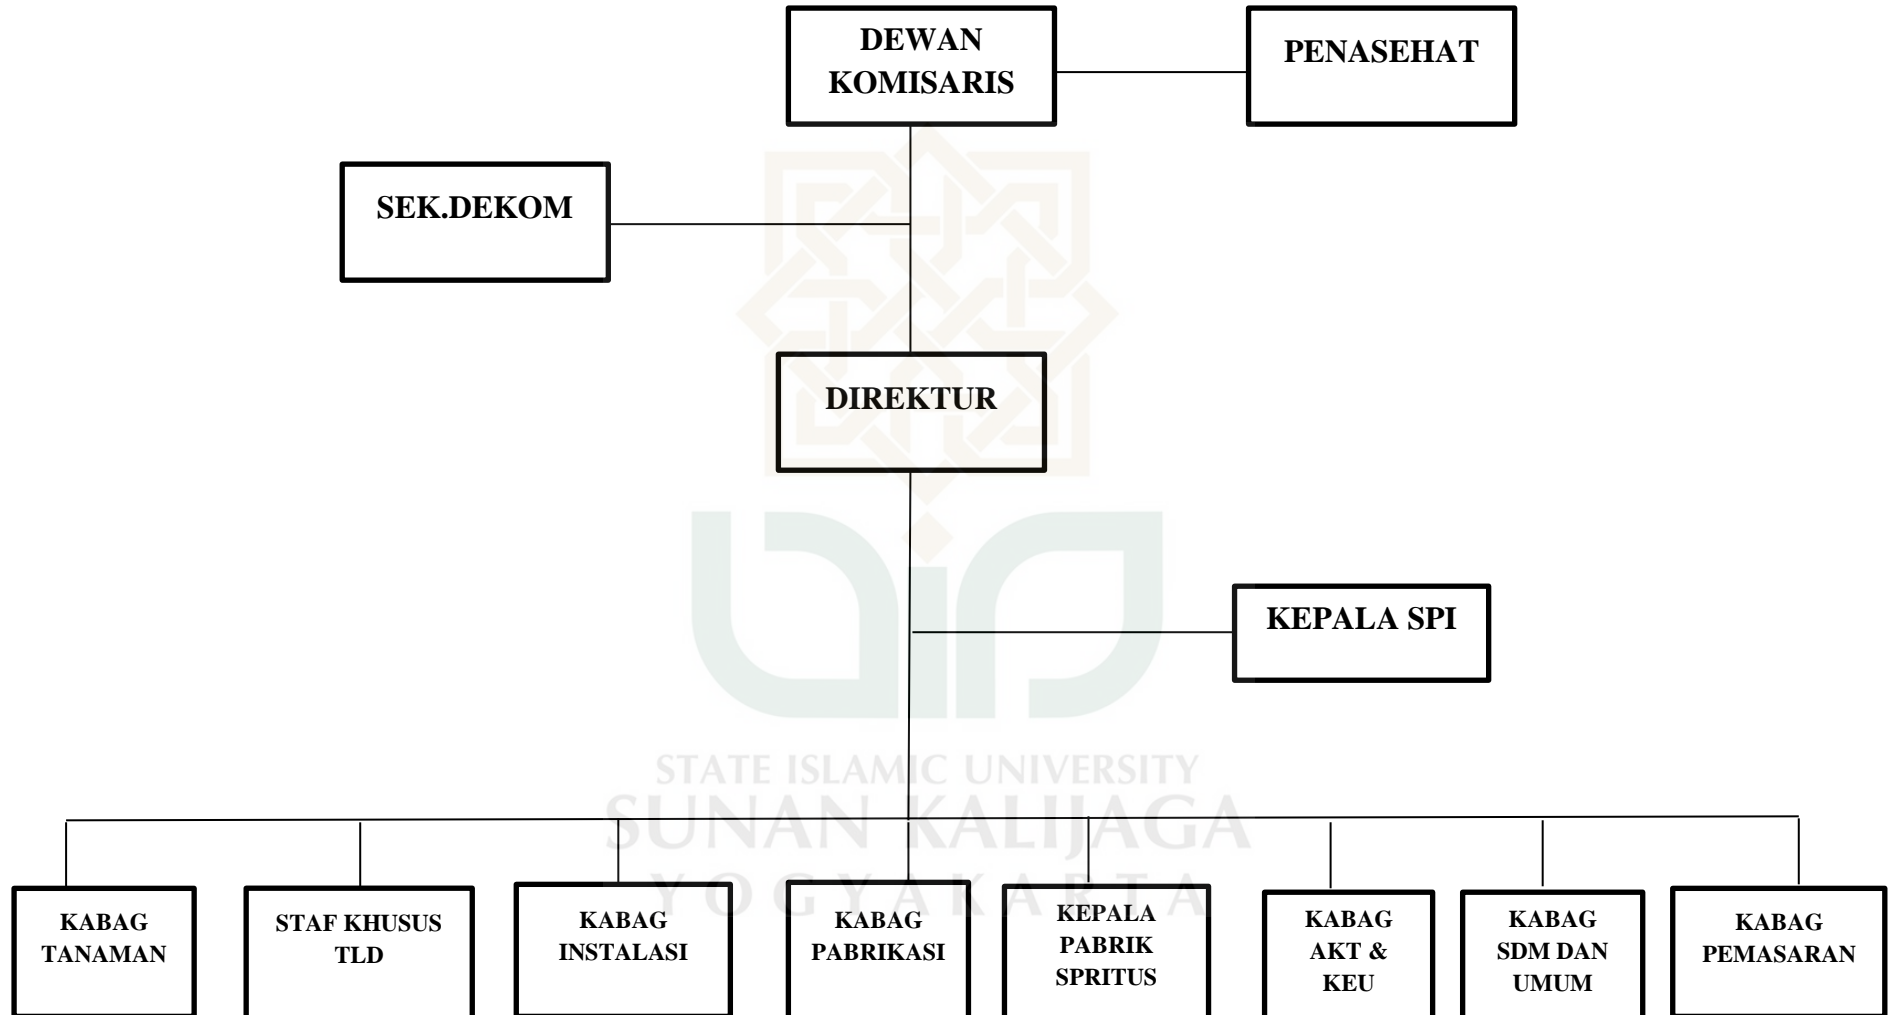 DEWAN
KOMISARIS
PENASEHAT
SEK.DEKOM
DIREKTUR
KEPALA SPI
STATE ISLAMIC UNIVERSITY
SUNAN KALIJAGA
YOGYAKARTA
KABAG
TANAMAN
STAF KHUSUS
TLD
KABAG
INSTALASI
KABAG
PABRIKASI
KEPALA
PABRIK
SPRITUS
KABAG
AKT &
KEU
KABAG
SDM DAN
UMUM
KABAG
PEMASARAN